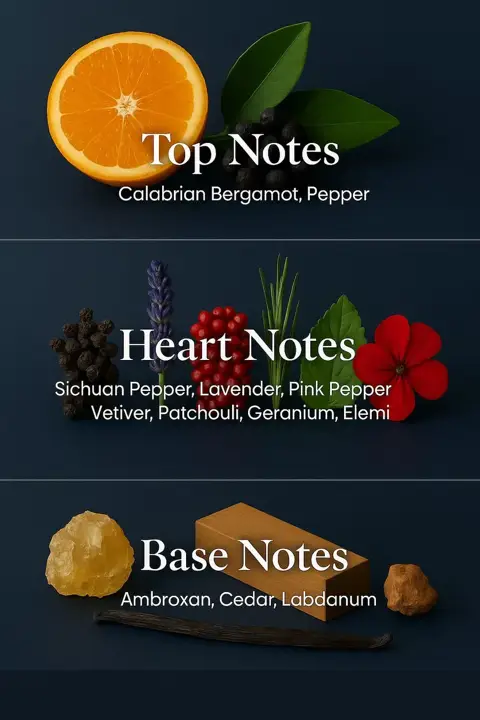 Top Notes
Calabrian Bergamot, Pepper
Heart Notes
Sichuan Pepper, Lavender, Pink Pepper
Vetiver, Patchouli, Geranium, Elemi
Base Notes
Ambroxan, Cedar, Labdanum